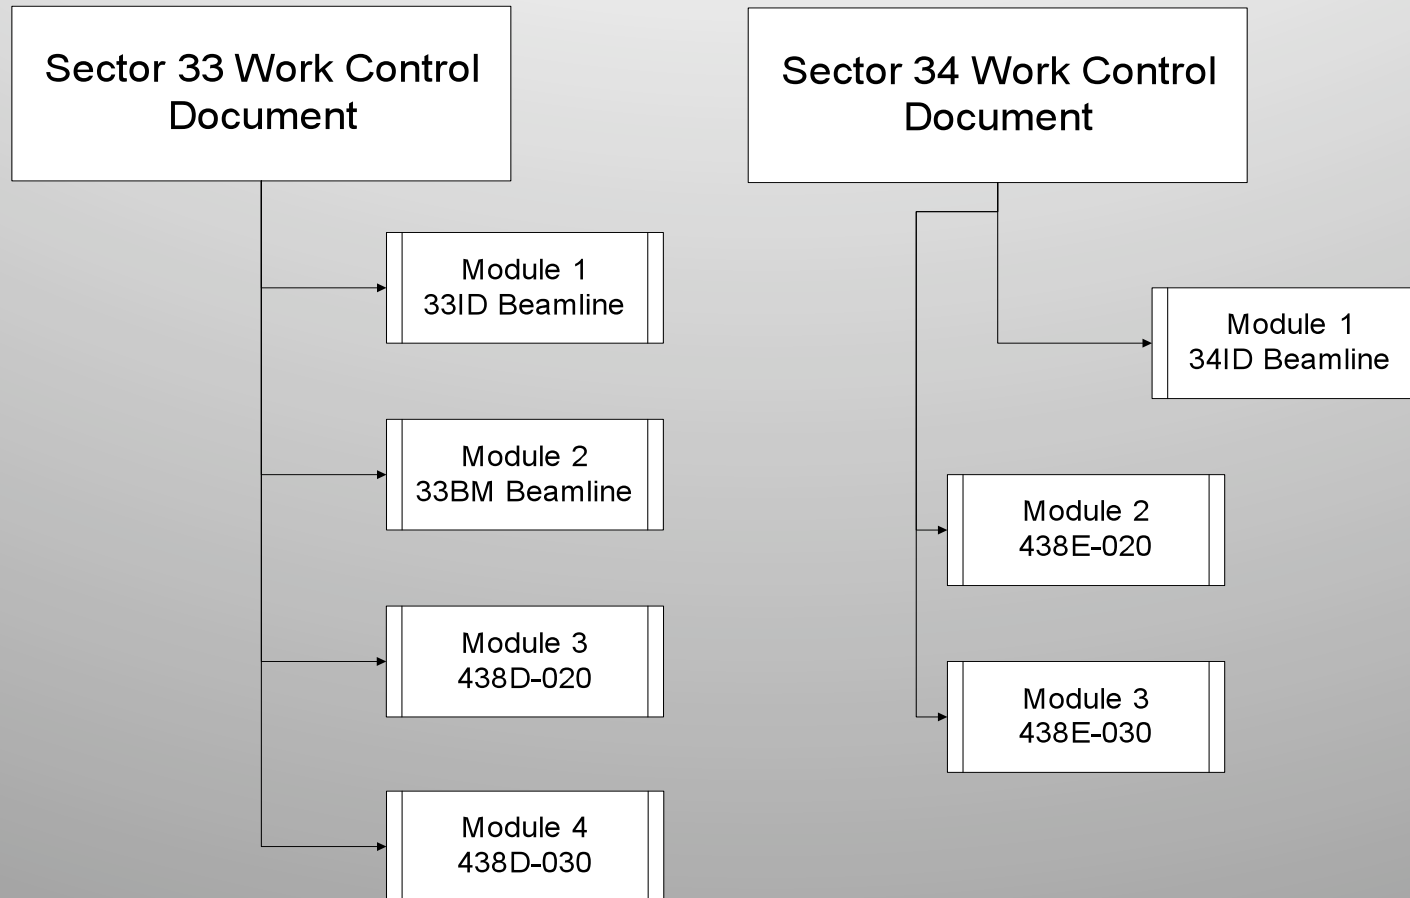 Sector 33 Work Control
Document
Module 1
33ID Beamline
Module 2
33BM Beamline
Module 3
438D-020
Module 4
438D-030
Sector 34 Work Control
Document
Module 1
34ID Beamline
Module 2
438E-020
Module 3
438E-030